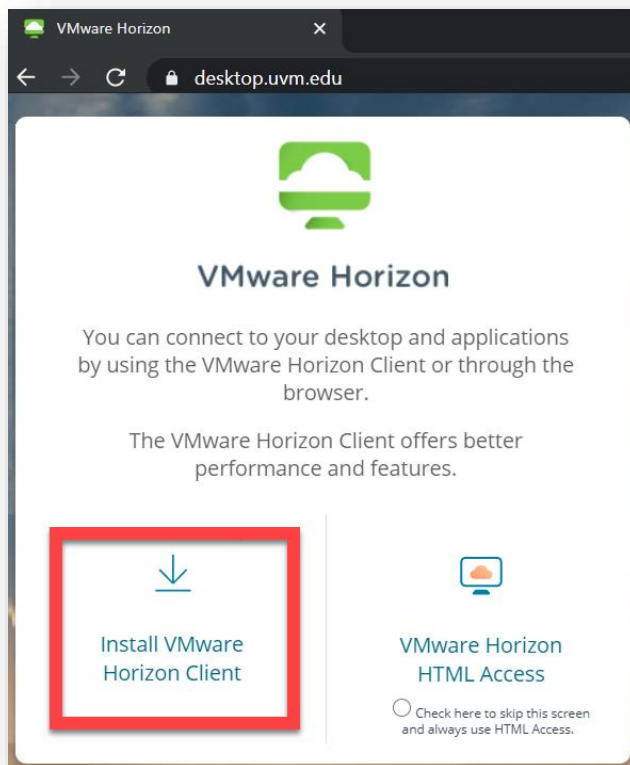 VMware Horizon
desktop.uvm.edu
VMware Horizon
You can connect to your desktop and applications
by using the VMware Horizon Client or through the
browser.
The VMware Horizon Client offers better
performance and features.
Install VMware
Horizon Client
VMware Horizon
HTML Access
Check here to skip this screen
and always use HTML Access.